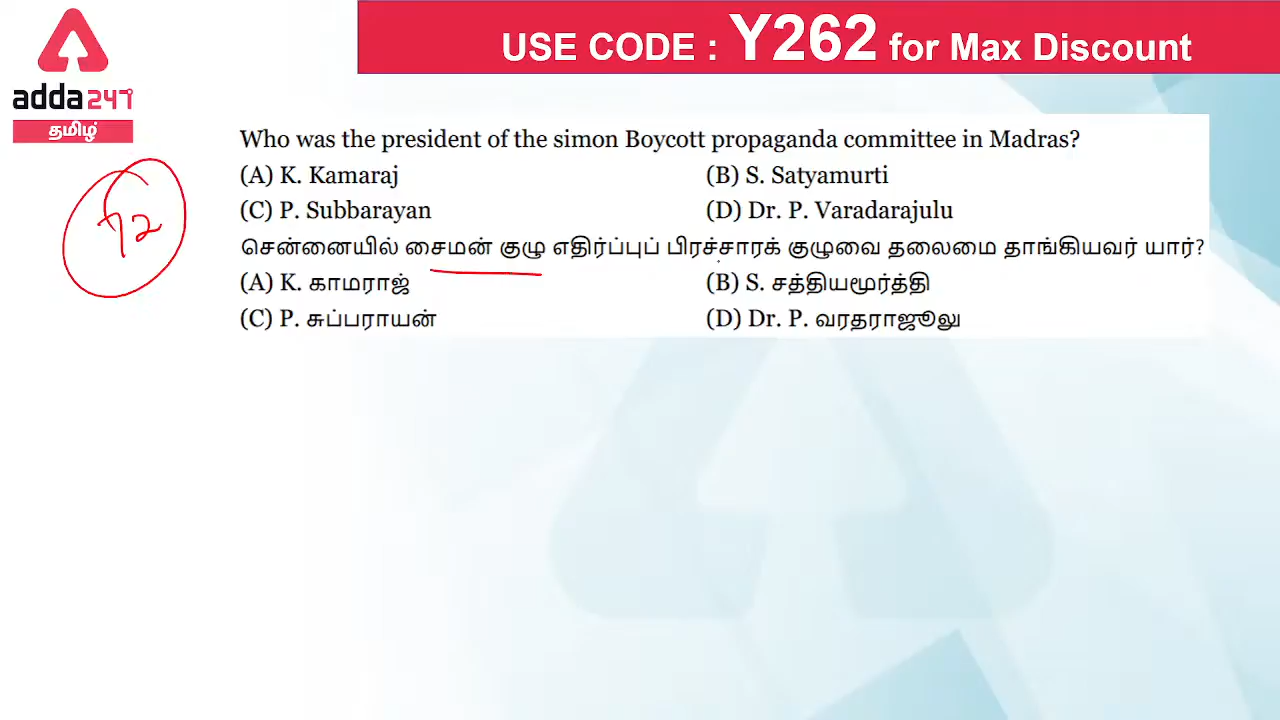 USE CODE : Y262 for Max Discount
adda247
தமிழ்
Who was the president of the simon Boycott propaganda committee in Madras?
(A) K. Kamaraj (B) S. Satyamurti
(C) P. Subbarayan (D) Dr. P. Varadarajulu
72
சென்னையில் சைமன் குழு எதிர்ப்புப் பிரச்சாரக் குழுவை தலைமை தாங்கியவர் யார்?
(A) K. காமராஜ் (B) S. சத்தியமூர்த்தி
(C) P. சுப்பராயன் (D) Dr. P. வரதராஜூலு